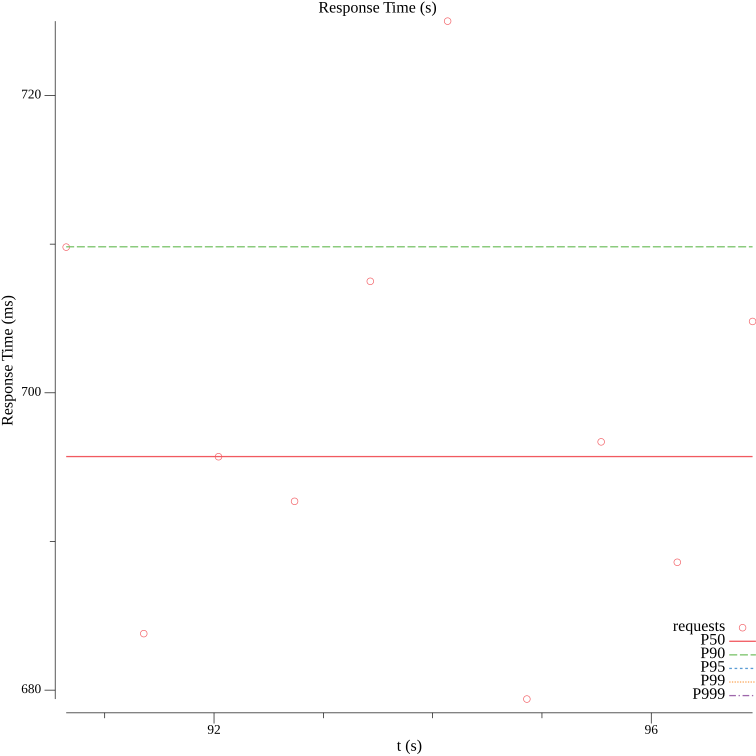 Response Time (s)
720
700
680
Response Time (ms)
92
96
t (s)
requests
P50
P90
P95
P99
P999